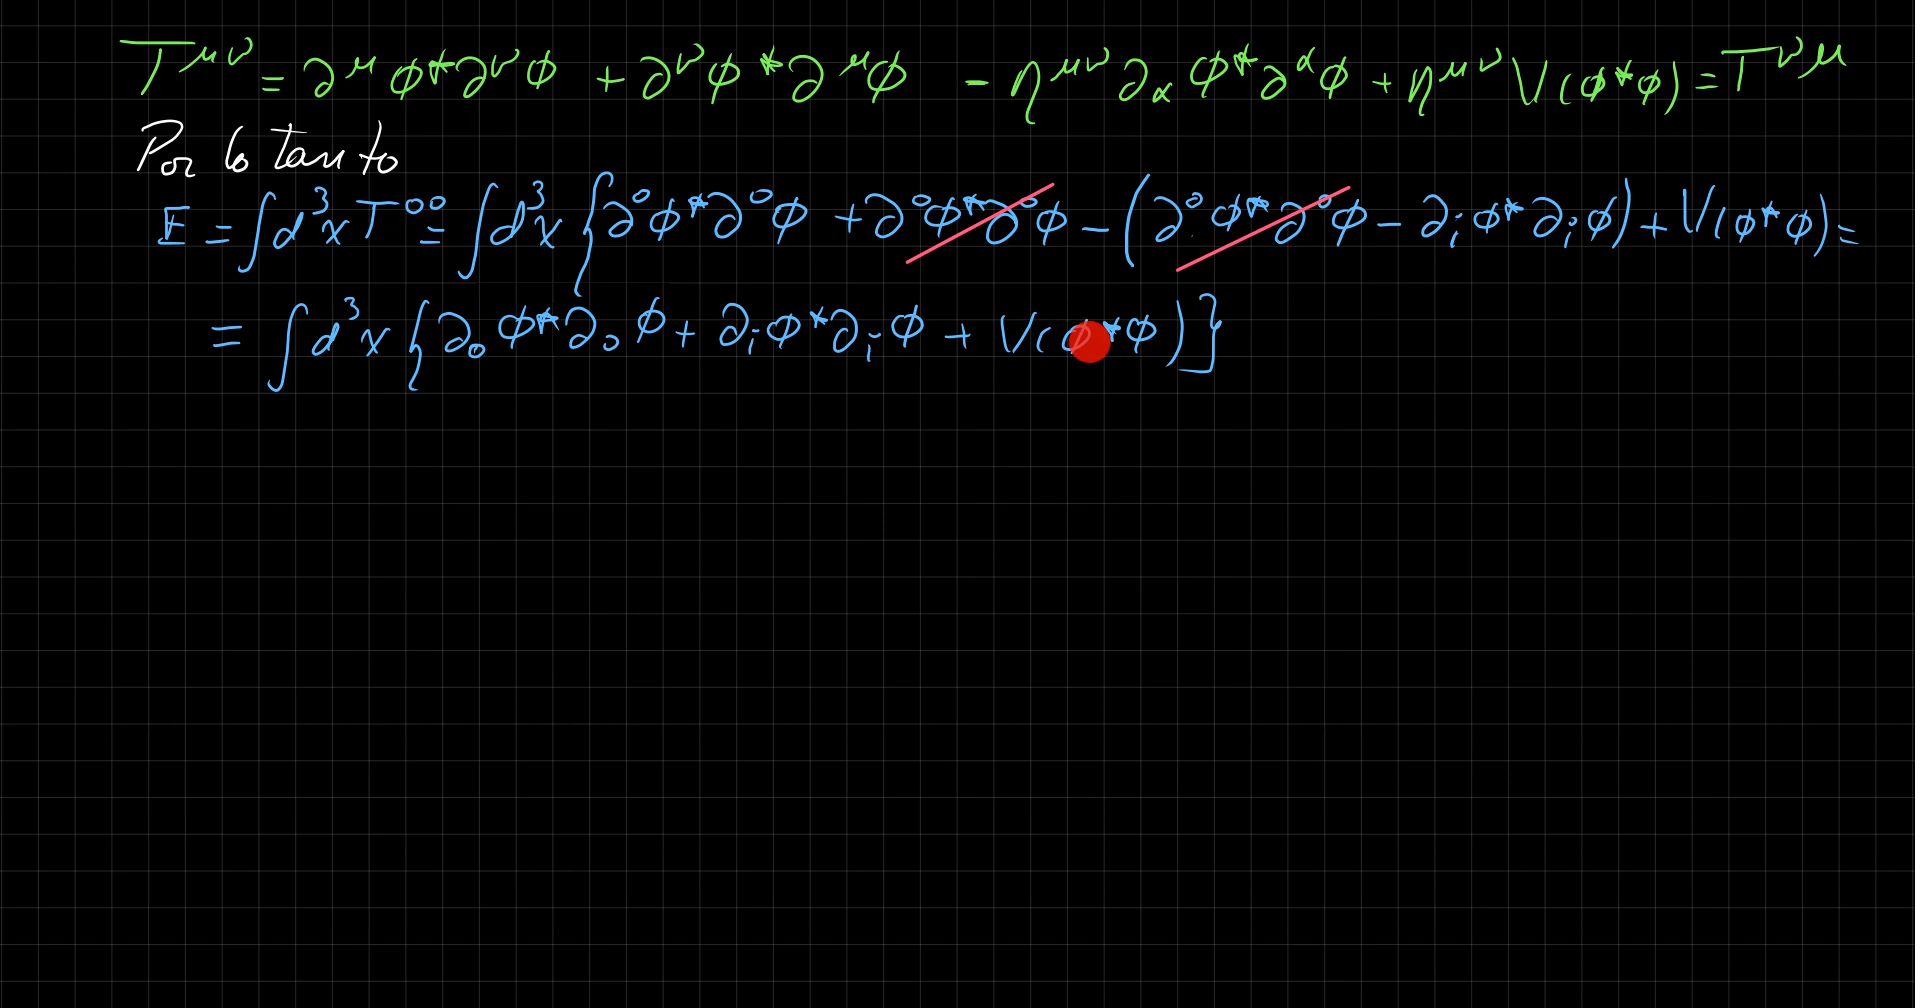 T^{μν} = ∂^μ φ* ∂^ν φ + ∂^ν φ* ∂^μ φ - η^{μν} ∂_α φ* ∂^α φ + η^{μν} V(φ*φ) = T^{νμ}
Por lo tanto
E = ∫d³x T^{00} = ∫d³x {∂^0 φ* ∂^0 φ + ∂^0 φ* ∂^0 φ - (∂^0 φ* ∂^0 φ - ∂_i φ* ∂_i φ) + V(φ*φ) =
= ∫d³x {∂_0 φ* ∂_0 φ + ∂_i φ* ∂_i φ + V(φ*φ)}